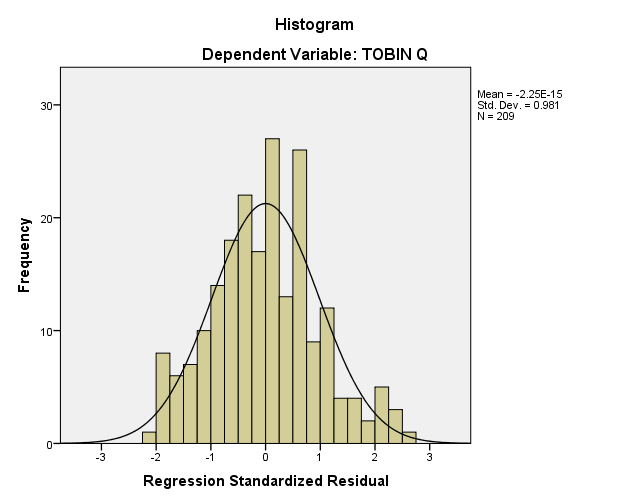 Histogram
Dependent Variable: TOBIN Q
Mean = -2.25E-15
Std. Dev. = 0.981
N = 209
30
20
10
0
Frequency
-3 -2 -1 0 1 2 3
Regression Standardized Residual